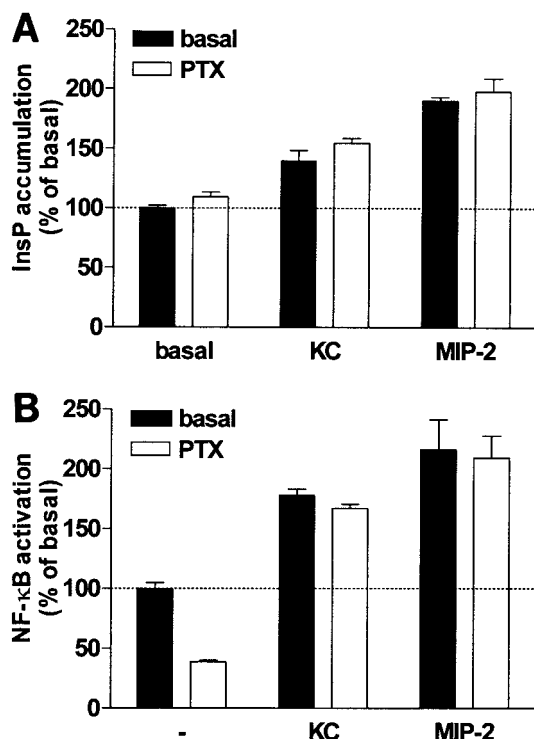 A
250
200
150
100
50
0
InsP accumulation
(% of basal)
basal
PTX
basal KC MIP-2
B
250
200
150
100
50
0
NF-κB activation
(% of basal)
basal
PTX
- KC MIP-2